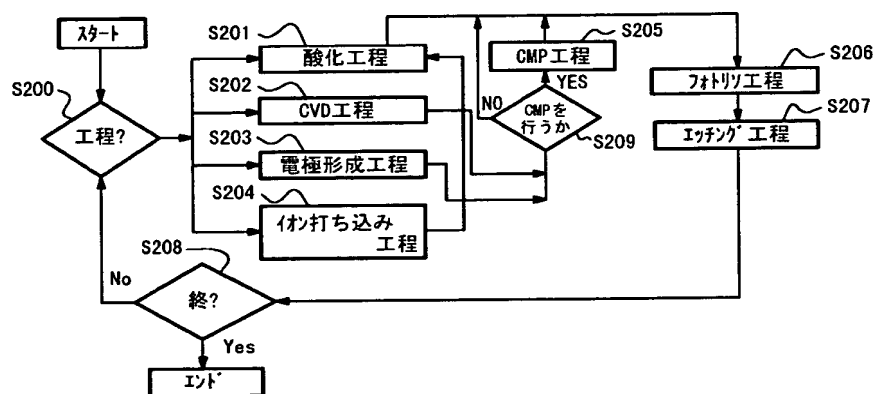 スタート
S200
工程?
S201
酸化工程
S202
CVD工程
S203
電極形成工程
S204
イオン打ち込み
工程
S205
CMP工程
YES
NO
CMPを
行うか
S209
S206
フォトリソ工程
S207
エッチング工程
S208
No
終?
Yes
エンド